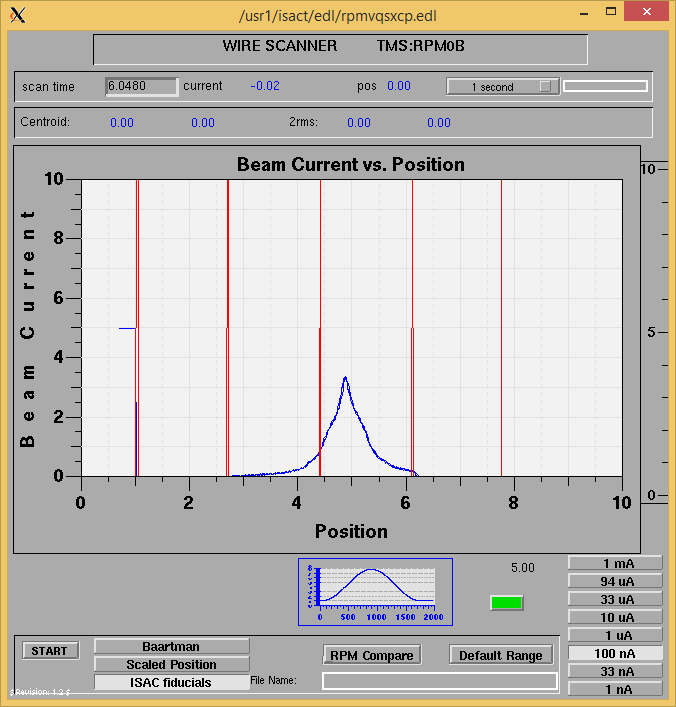 /usr1/isact/edl/rpmvqsxcp.edl
WIRE SCANNER TMS:RPM0B
scan time 6.0480 current -0.02 pos 0.00 1 second
Centroid: 0.00 0.00 2rms: 0.00 0.00
Beam Current vs. Position
10
8
6
4
2
0
Beam Current
0 2 4 6 8 10
Position
10
5
0
8
0 500 1000 1500 2000
5.00
1 mA
94 uA
33 uA
10 uA
1 uA
100 nA
33 nA
1 nA
START
Baartman
Scaled Position
ISAC fiducials
RPM Compare
Default Range
File Name:
$Revision: 1.2 $